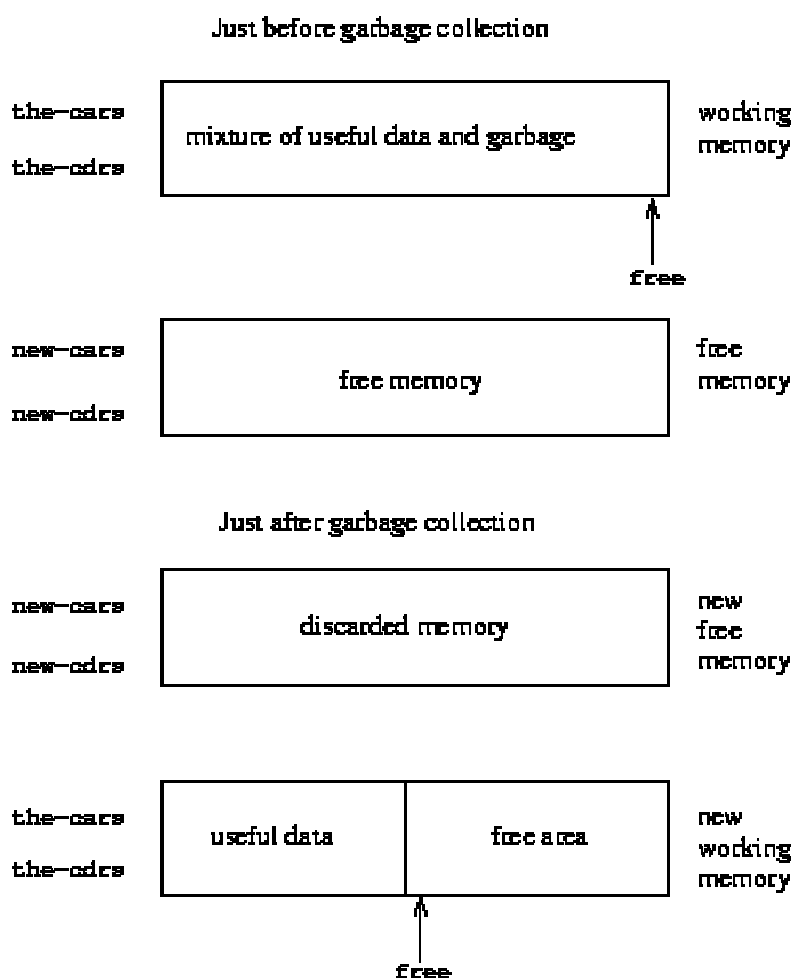 Just before garbage collection
the-cars
mixture of useful data and garbage
working
memory
the-cdrs
free
new-cars
free memory
free
memory
new-cdrs
Just after garbage collection
new-cars
discarded memory
new
free
memory
new-cdrs
the-cars
useful data
free area
new
working
memory
the-cdrs
free